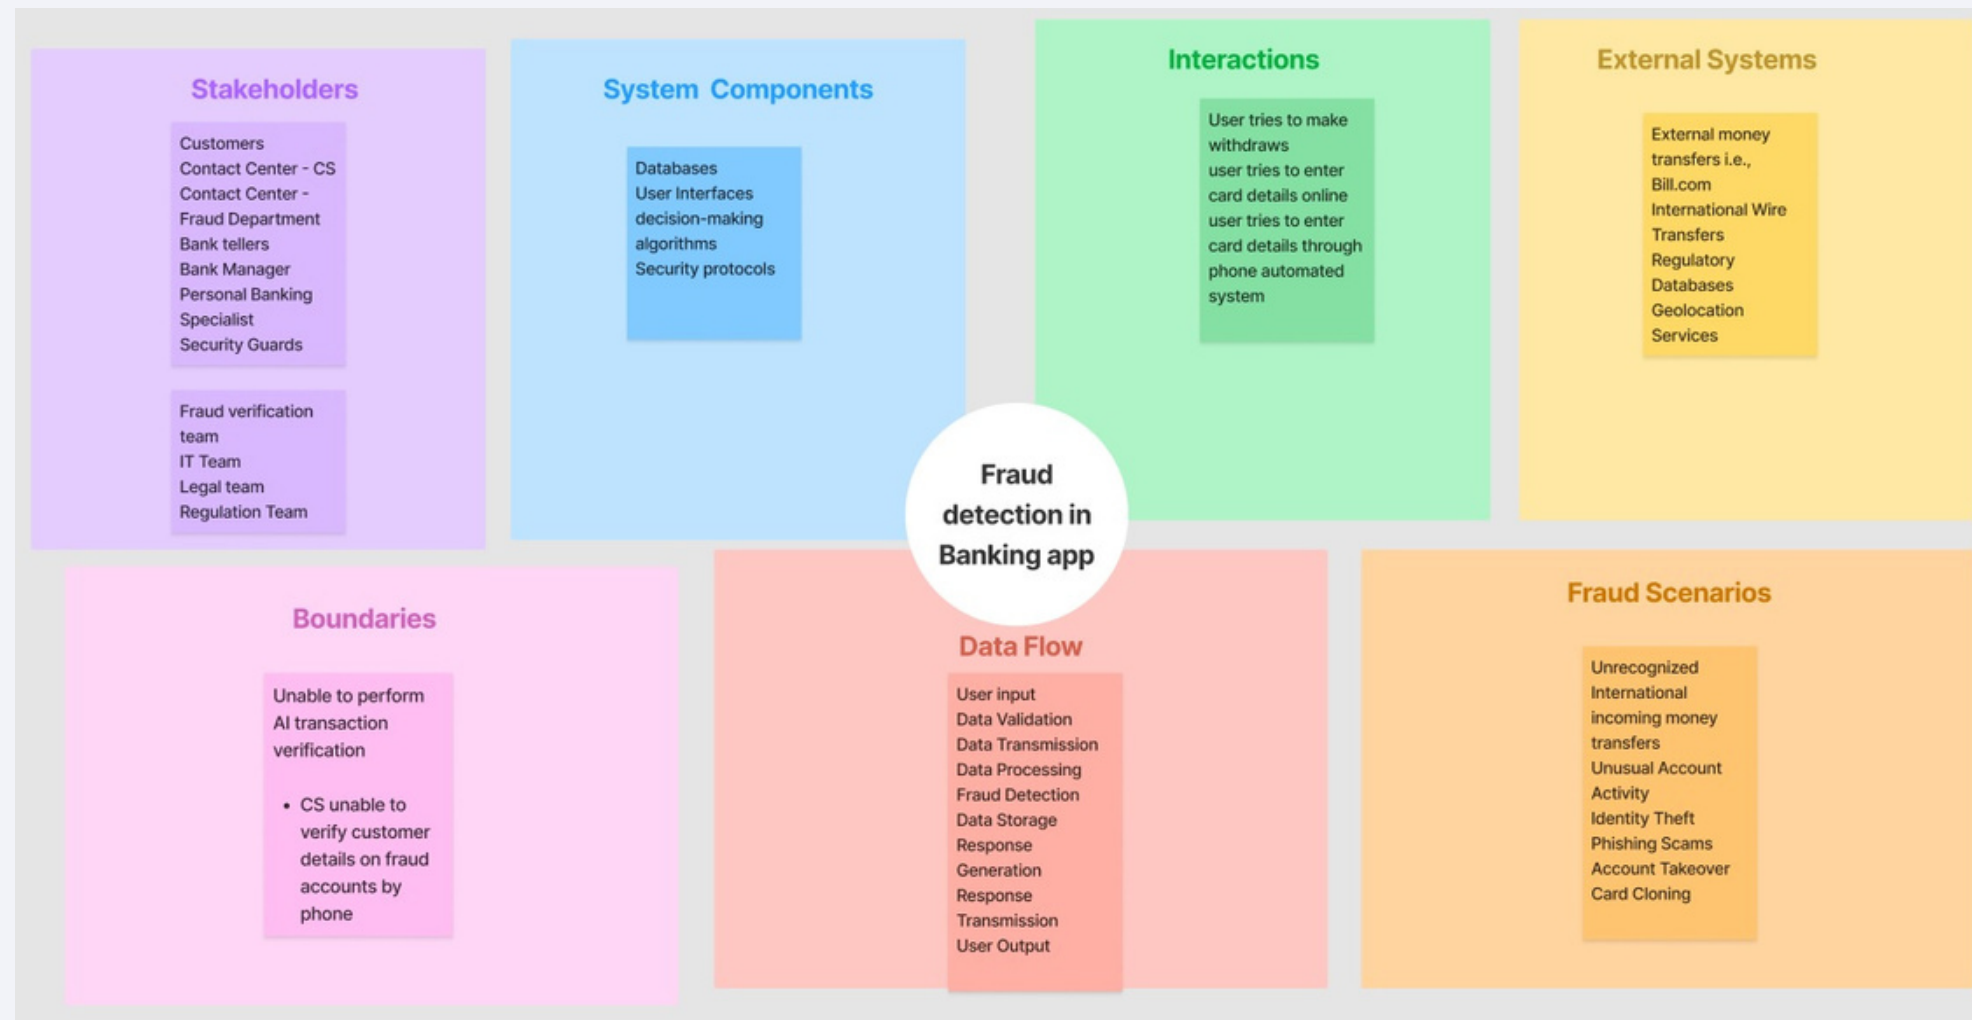 Stakeholders
Customers
Contact Center - CS
Contact Center -
Fraud Department
Bank tellers
Bank Manager
Personal Banking
Specialist
Security Guards
Fraud verification
team
IT Team
Legal team
Regulation Team
System Components
Databases
User Interfaces
decision-making
algorithms
Security protocols
Interactions
User tries to make
withdraws
user tries to enter
card details online
user tries to enter
card details through
phone automated
system
External Systems
External money
transfers i.e.,
Bill.com
International Wire
Transfers
Regulatory
Databases
Geolocation
Services
Fraud
detection in
Banking app
Boundaries
Unable to perform
AI transaction
verification
• CS unable to
verify customer
details on fraud
accounts by
phone
Data Flow
User input
Data Validation
Data Transmission
Data Processing
Fraud Detection
Data Storage
Response
Generation
Response
Transmission
User Output
Fraud Scenarios
Unrecognized
International
incoming money
transfers
Unusual Account
Activity
Identity Theft
Phishing Scams
Account Takeover
Card Cloning